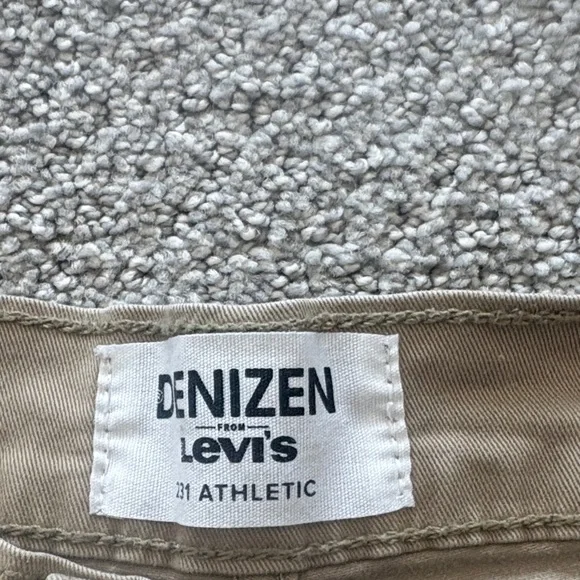 DENIZEN
FROM
Levi's
231 ATHLETIC